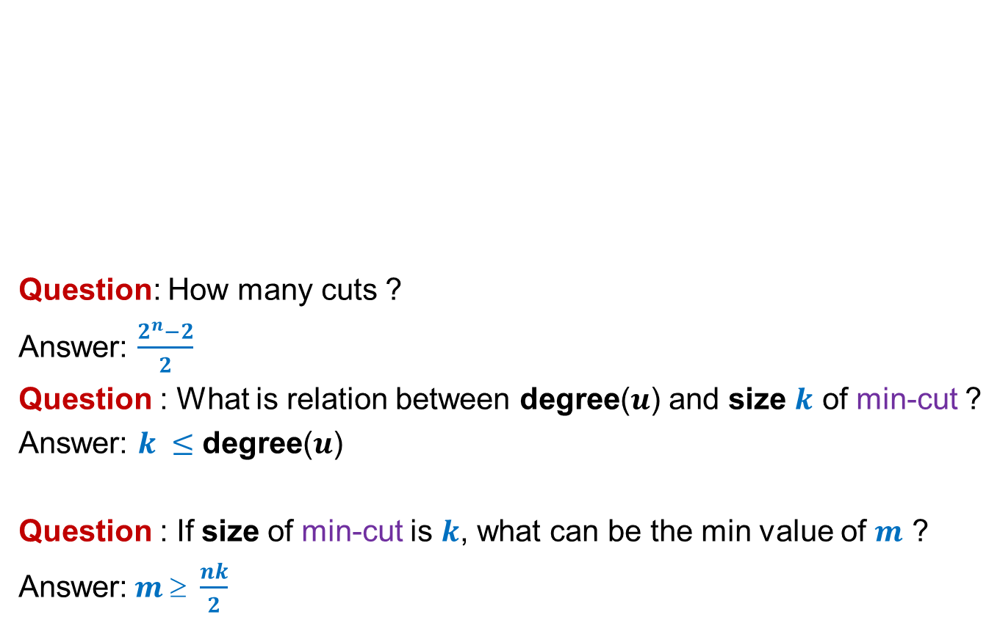 Question: How many cuts ?
Answer: \frac{2^n-2}{2}
Question : What is relation between degree(u) and size k of min-cut ?
Answer: k ≤ degree(u)
Question : If size of min-cut is k, what can be the min value of m ?
Answer: m ≥ \frac{nk}{2}